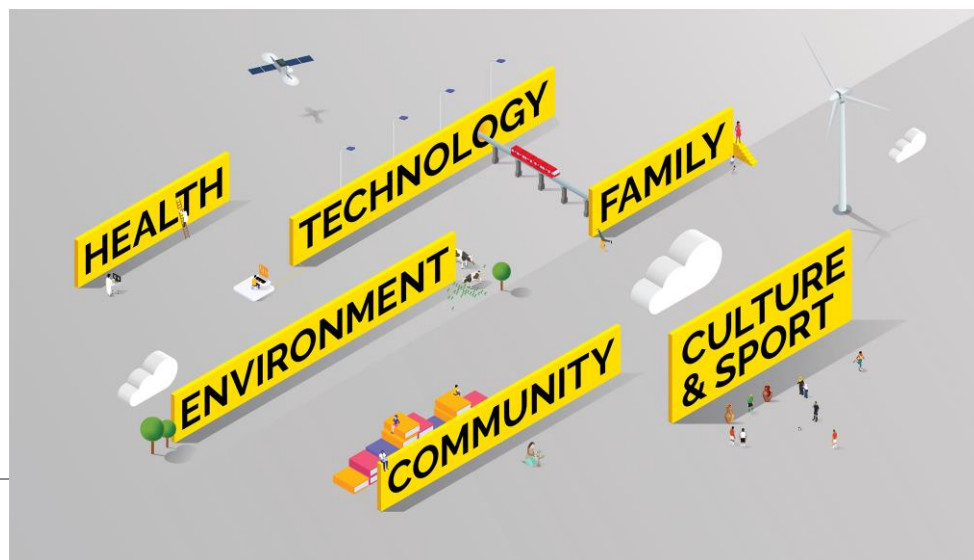 HEALTH
TECHNOLOGY
FAMILY
ENVIRONMENT
COMMUNITY
CULTURE
& SPORT